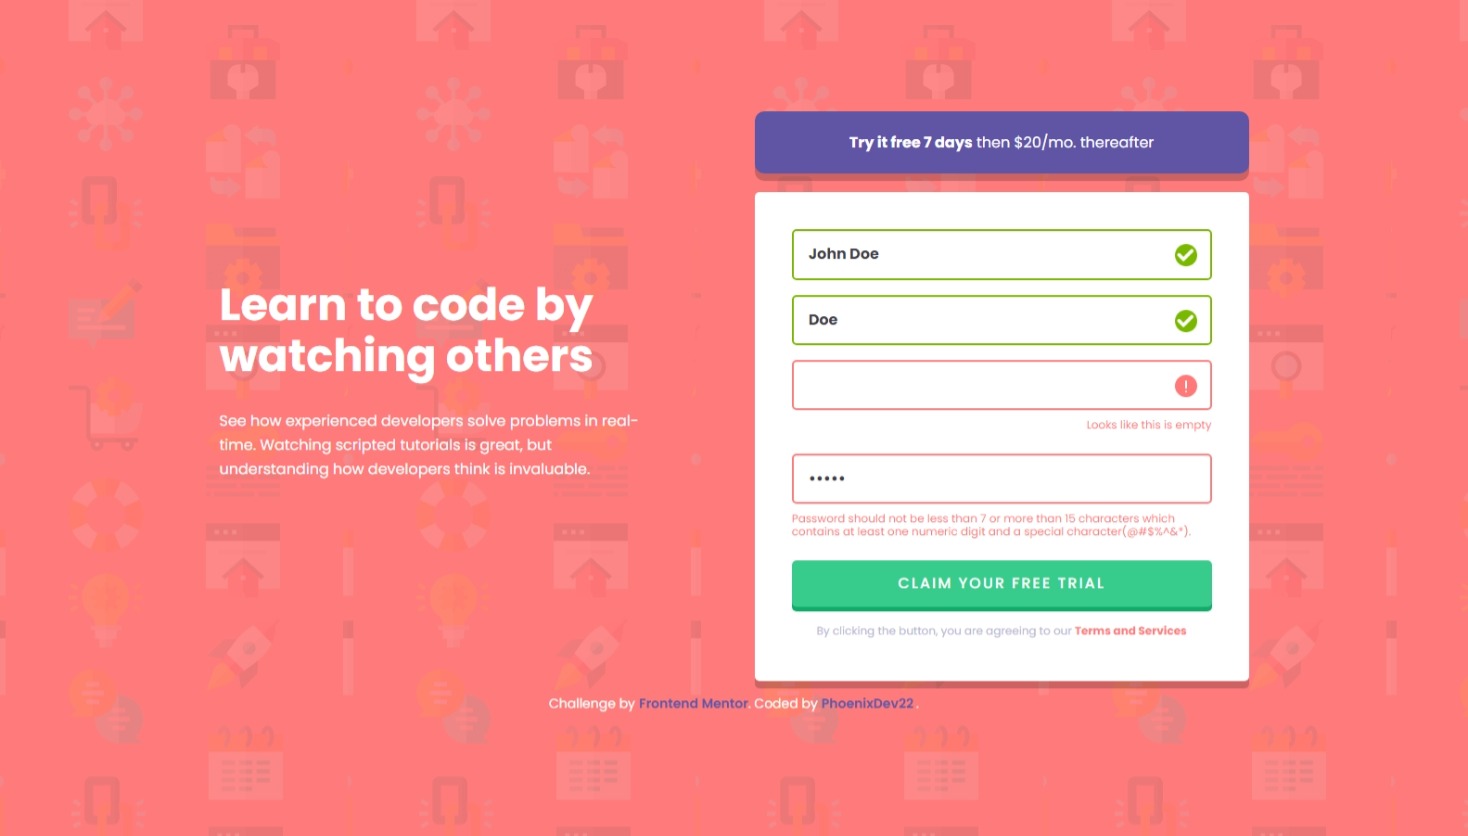 Try it free 7 days then $20/mo. thereafter
Learn to code by
watching others
See how experienced developers solve problems in real-
time. Watching scripted tutorials is great, but
understanding how developers think is invaluable.
John Doe
Doe
Looks like this is empty
•••••
Password should not be less than 7 or more than 15 characters which
contains at least one numeric digit and a special character(@#$%^&*).
CLAIM YOUR FREE TRIAL
By clicking the button, you are agreeing to our Terms and Services
Challenge by Frontend Mentor. Coded by PhoenixDev22 .